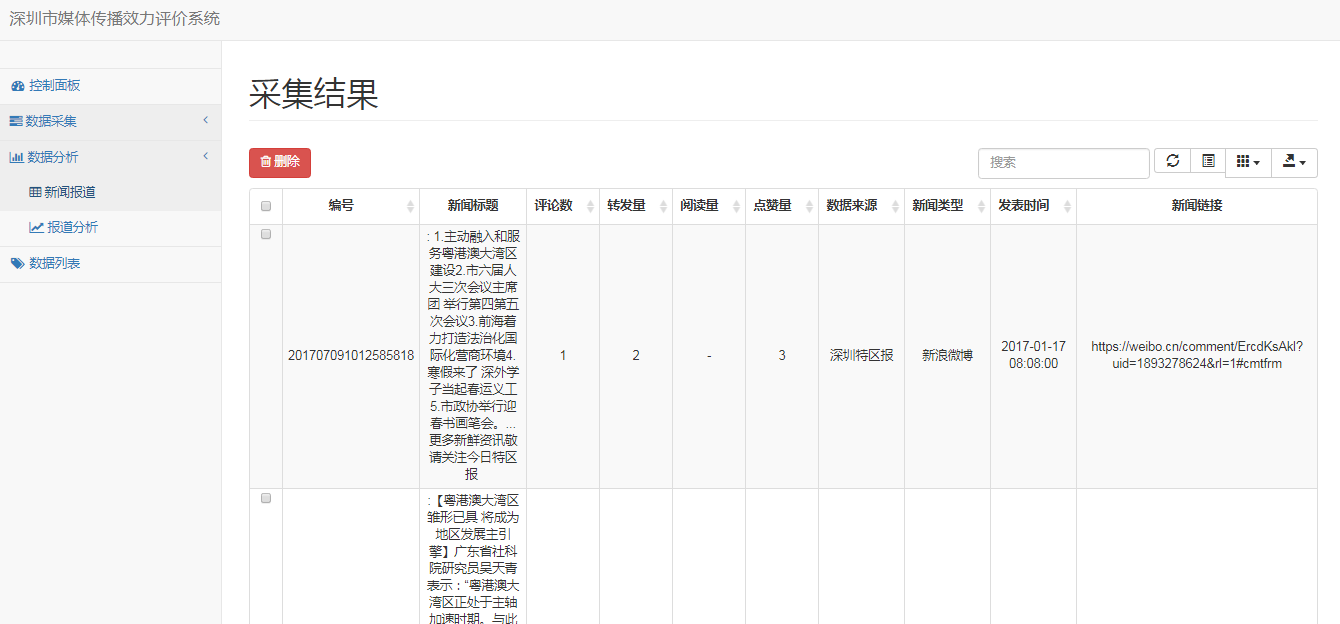 深圳市媒体传播效力评价系统
控制面板
数据采集
数据分析
新闻报道
报道分析
数据列表
采集结果
删除
搜索
编号 新闻标题 评论数 转发量 阅读量 点赞量 数据来源 新闻类型 发表时间 新闻链接
: 1.主动融入和服
务粤港澳大湾区
建设2.市六届人
大三次会议主席
团 举行第四第五
次会议3.前海着
力打造法治化国
际化营商环境4.
寒假来了 深外学
子当起春运义工
5.市政协举行迎
春书画笔会。...
更多新鲜资讯敬
请关注今日特区
报
201707091012585818
1
2
-
3
深圳特区报
新浪微博
2017-01-17
08:08:00
https://weibo.cn/comment/ErcdKsAkl?
uid=1893278624&rl=1#cmtfrm
:【粤港澳大湾区
雏形已具 将成为
地区发展主引
擎】广东省社科
院研究员吴天青
表示：“粤港澳大
湾区正处于主轴
加速时期。与此